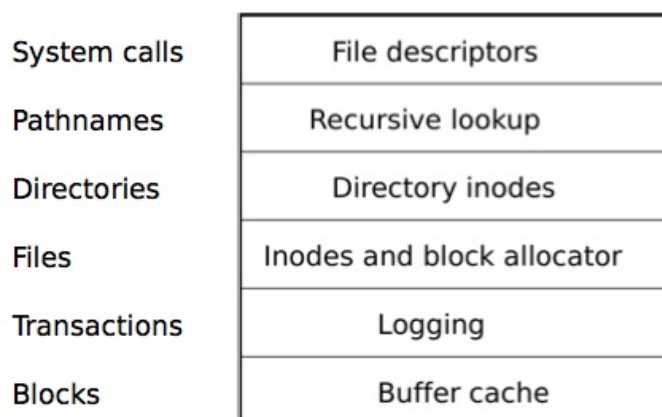 System calls File descriptors
Pathnames Recursive lookup
Directories Directory inodes
Files Inodes and block allocator
Transactions Logging
Blocks Buffer cache